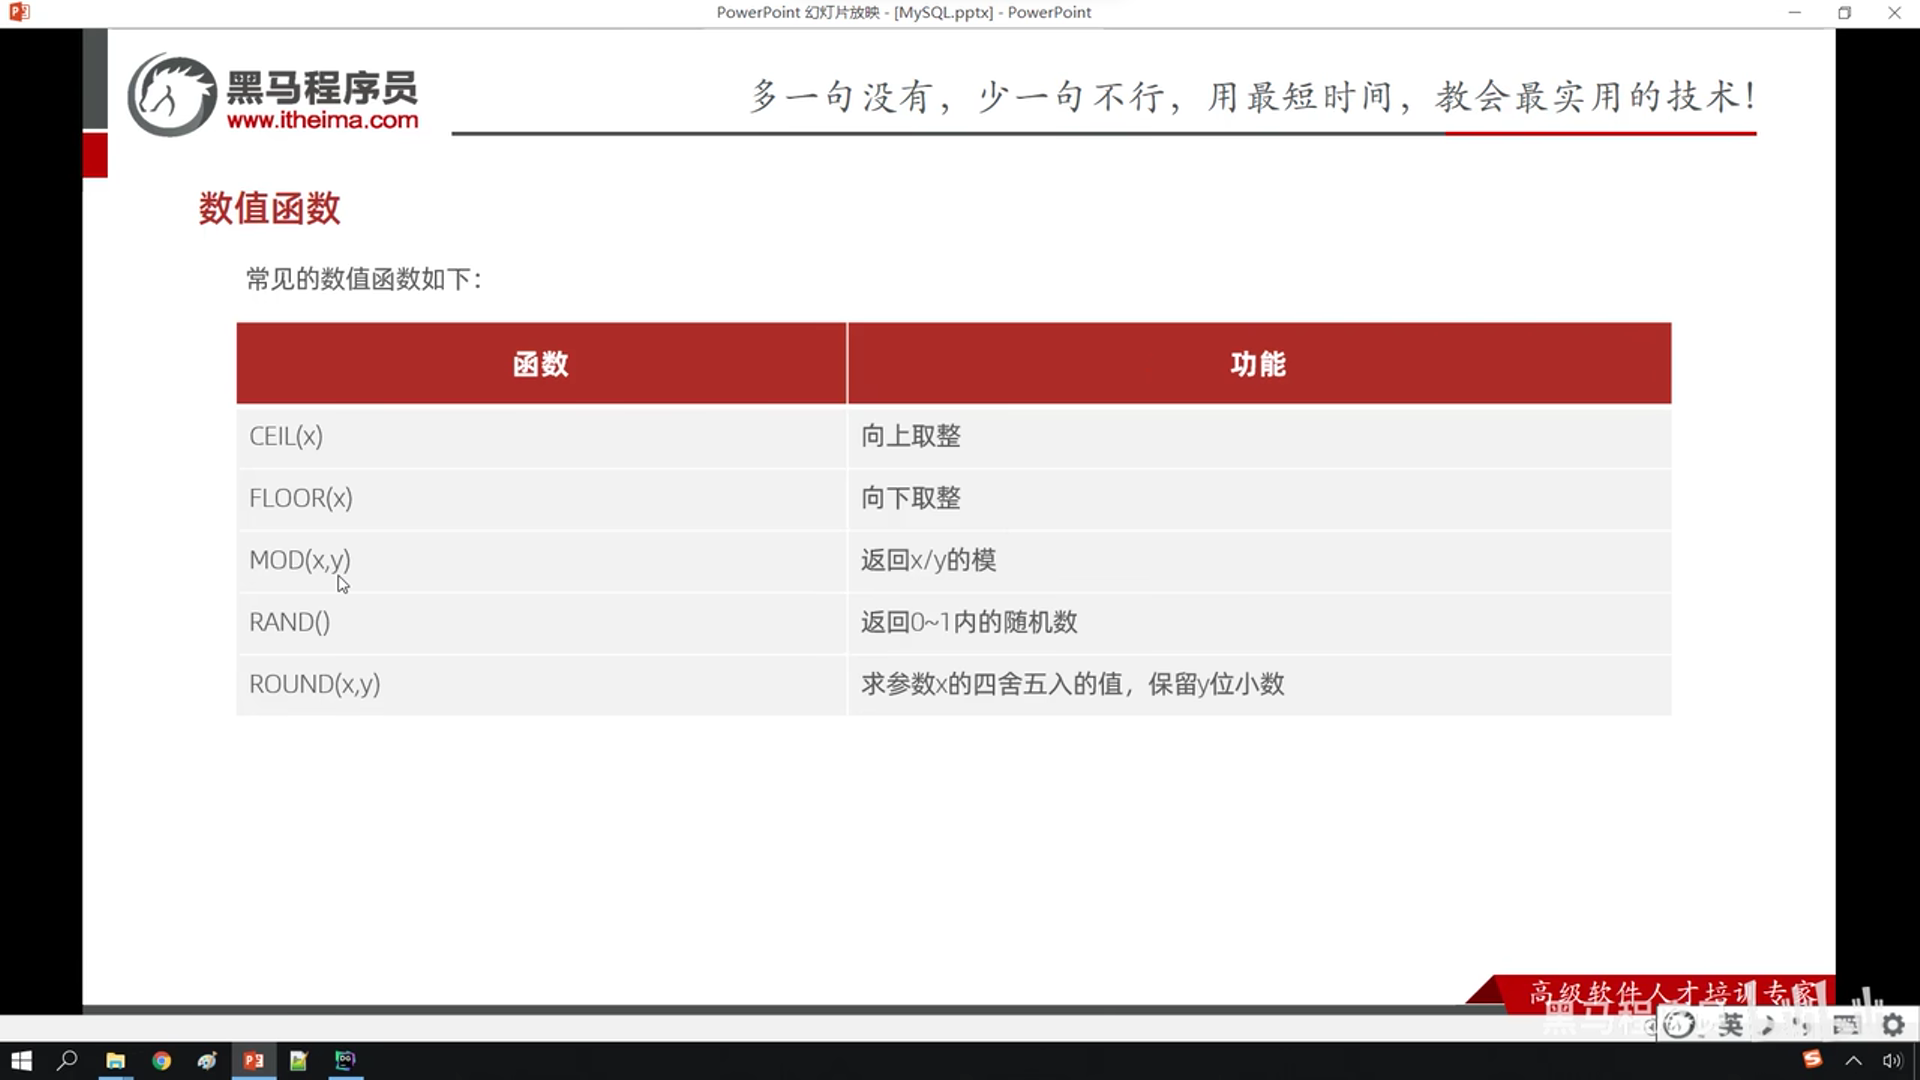 PowerPoint 幻灯片放映 - [MySQL.pptx] - PowerPoint
黑马程序员
www.itheima.com
多一句没有，少一句不行，用最短时间，教会最实用的技术！
数值函数
常见的数值函数如下：
函数 功能
CEIL(x) 向上取整
FLOOR(x) 向下取整
MOD(x,y) 返回x/y的模
RAND() 返回0~1内的随机数
ROUND(x,y) 求参数x的四舍五入的值，保留y位小数
高级软件人才培训专家
英